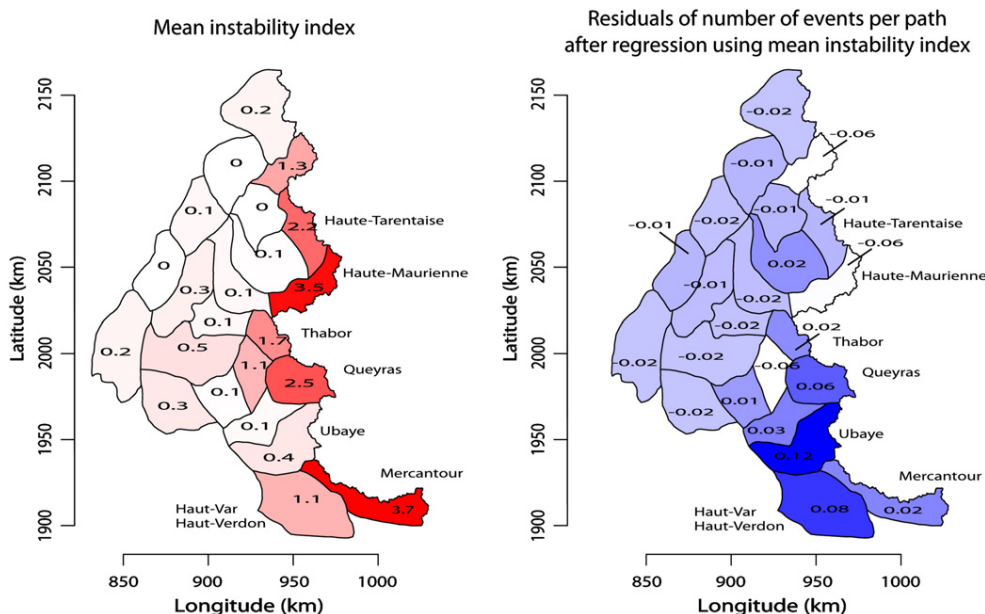 Mean instability index
2150
2100
2050
2000
1950
1900
Latitude (km)
0.2
0
1.3
0.1
0
2.2
Haute-Tarentaise
0
0.1
Haute-Maurienne
0.3
0.1
3.5
0.1
1.7
Thabor
0.2
0.5
1.1
Queyras
2.5
0.3
0.1
0.1
Ubaye
0.4
Mercantour
1.1
3.7
Haut-Var
Haut-Verdon
850
900
950
1000
Longitude (km)
Residuals of number of events per path
after regression using mean instability index
2150
2100
2050
2000
1950
1900
Latitude (km)
-0.02
-0.06
-0.01
-0.01
-0.01
-0.02
-0.01
Haute-Tarentaise
-0.06
0.02
Haute-Maurienne
-0.01
-0.02
-0.02
0.02
Thabor
-0.02
-0.02
-0.06
Queyras
0.06
-0.02
0.01
0.03
Ubaye
0.12
Mercantour
0.08
0.02
Haut-Var
Haut-Verdon
850
900
950
1000
Longitude (km)